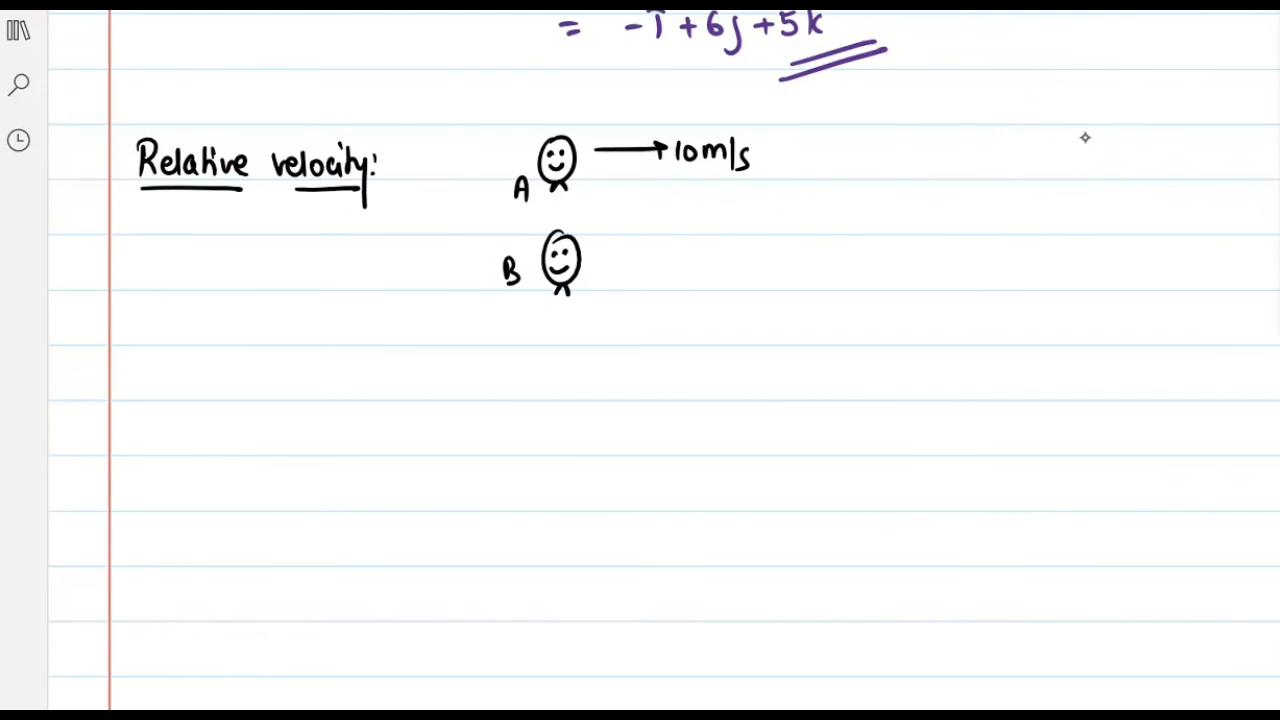 = -i + 6j + 5k
Relative velocity:
A → 10m/s
B